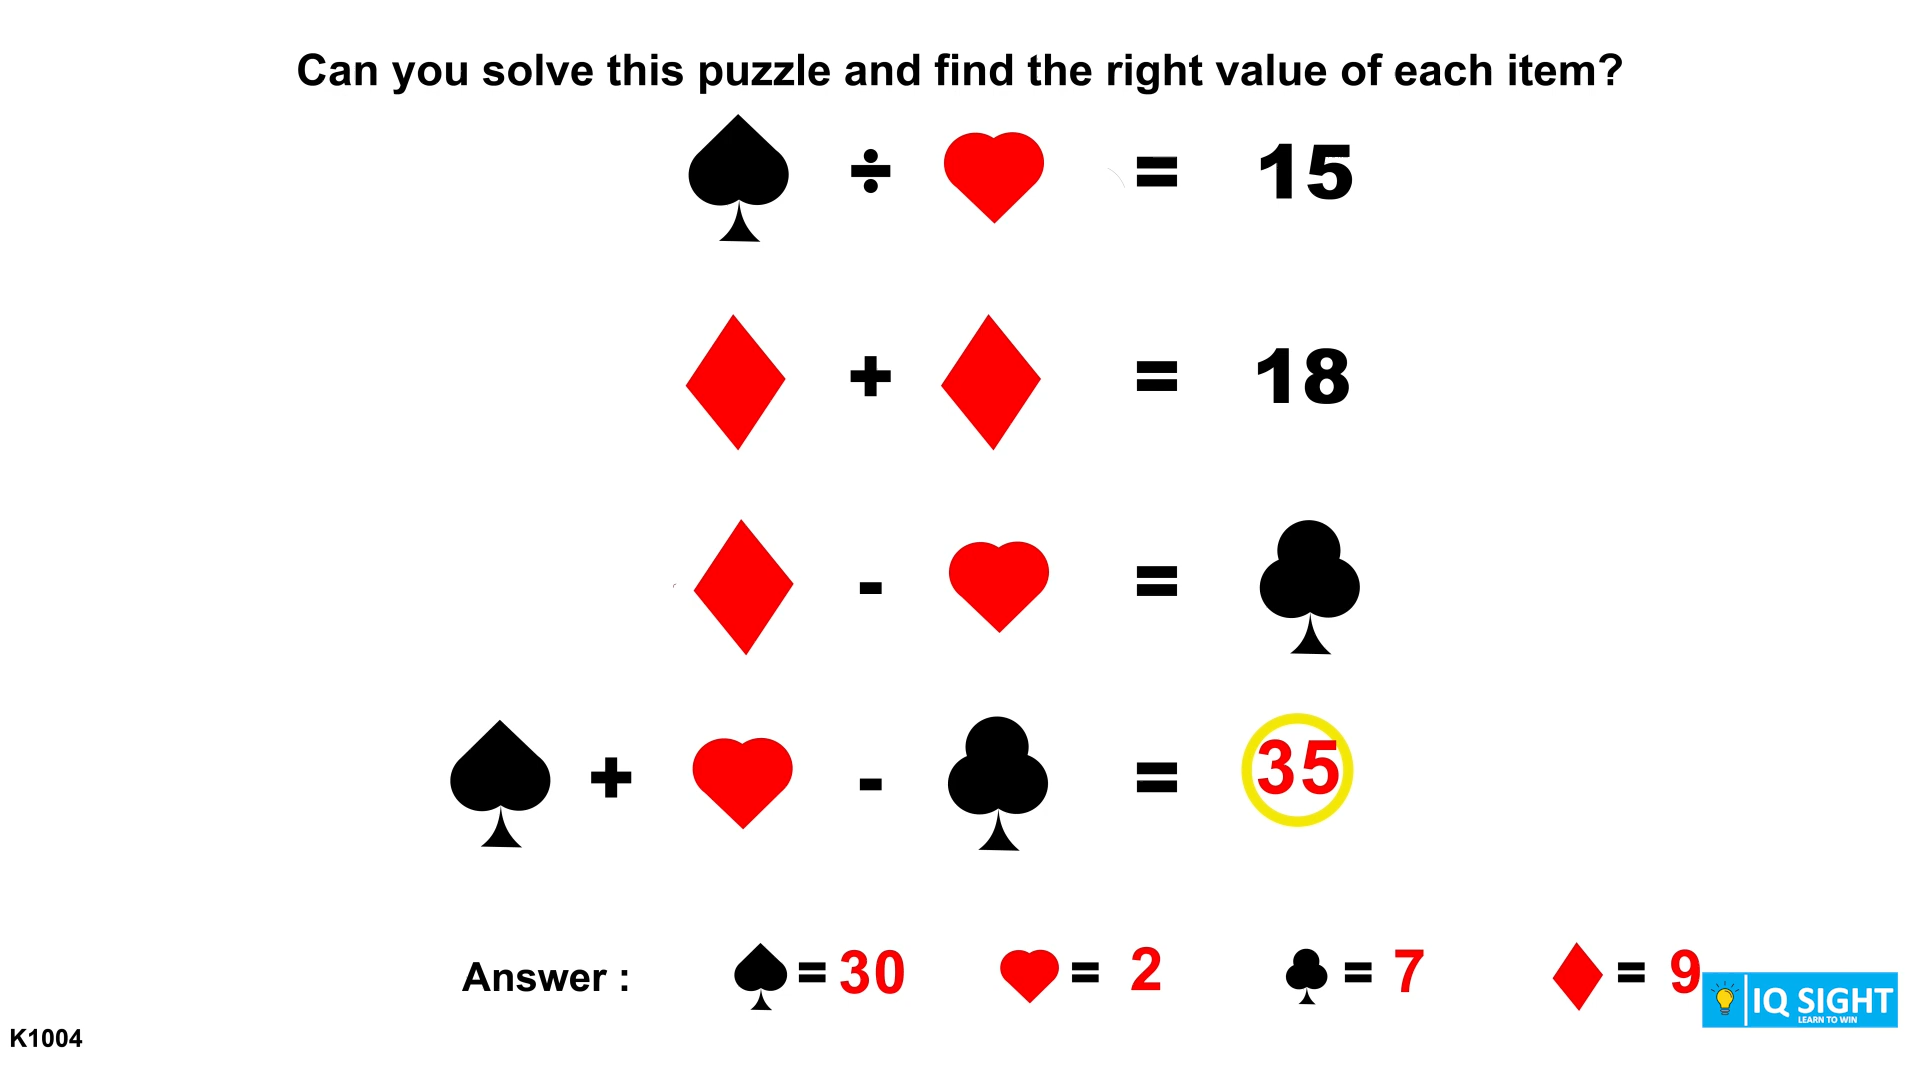 Can you solve this puzzle and find the right value of each item?
÷ = 15
+ = 18
- =
+ - = 35
Answer : = 30 = 2 = 7 = 9
IQ SIGHT
LEARN TO WIN
K1004